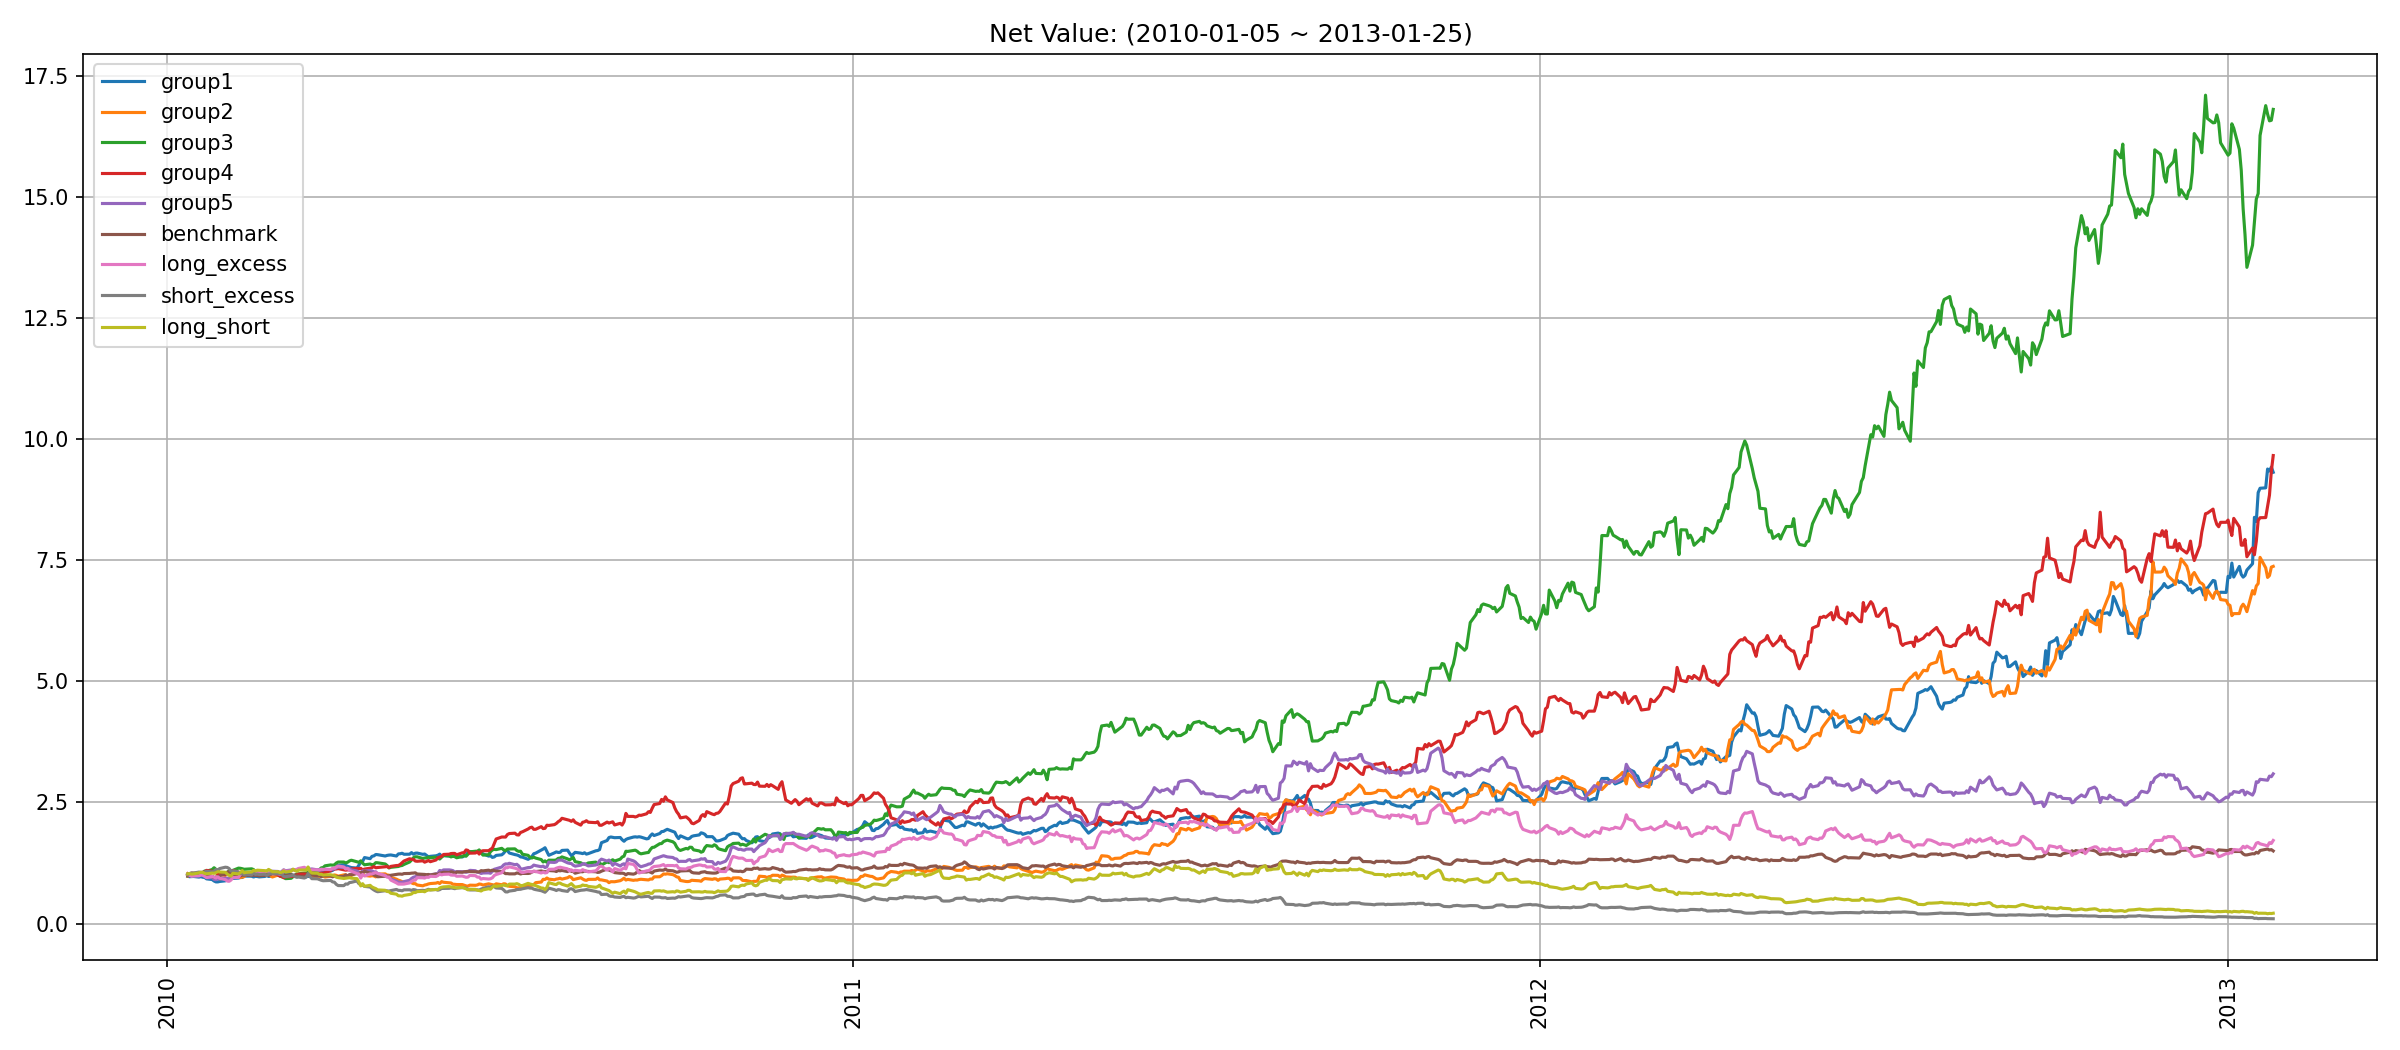 Net Value: (2010-01-05 ~ 2013-01-25)
17.5
15.0
12.5
10.0
7.5
5.0
2.5
0.0
group1
group2
group3
group4
group5
benchmark
long_excess
short_excess
long_short
2010
2011
2012
2013